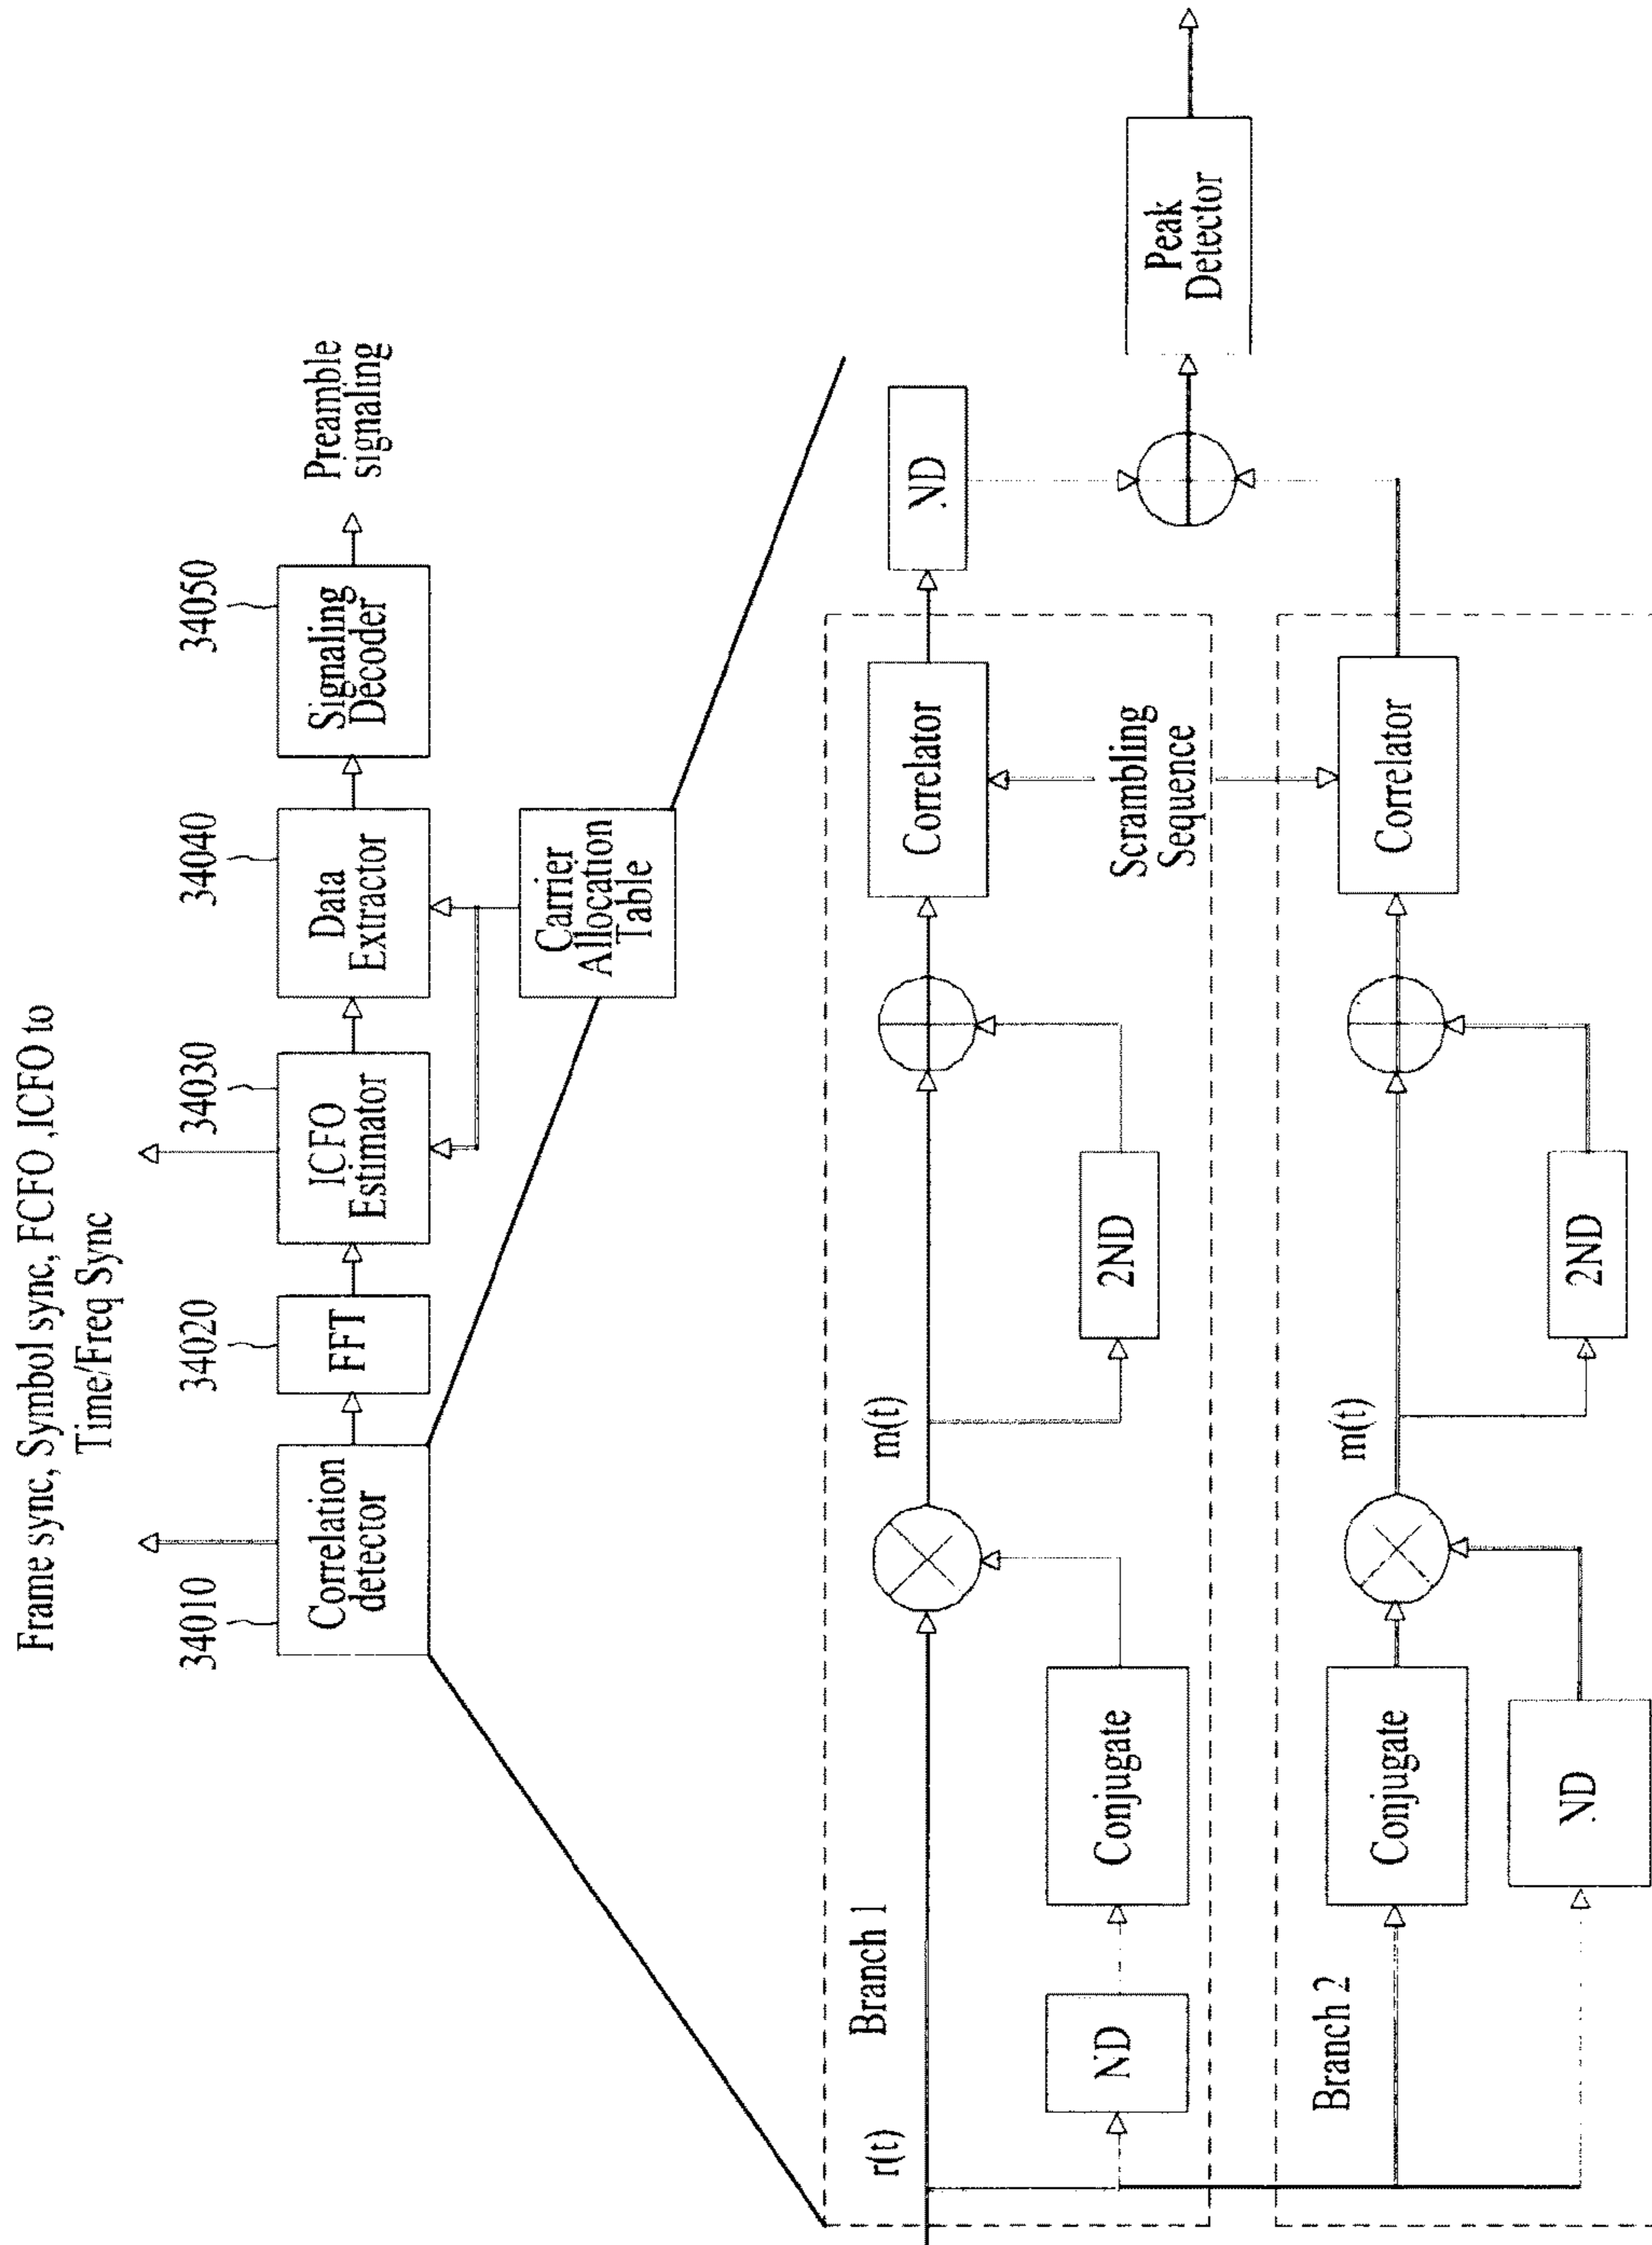 Frame sync, Symbol sync, FCFO ,ICFO to
Time/Freq Sync
34010
34020
34030
34040
34050
Correlation
detector
FFT
ICFO
Estimator
Data
Extractor
Signaling
Decoder
Preamble
signaling
Carrier
Allocation
Table
r(t)
Branch 1
m(t)
Correlator
ND
ND
Conjugate
2ND
Scrambling
Sequence
Peak
Detector
Branch 2
Conjugate
m(t)
Correlator
ND
2ND